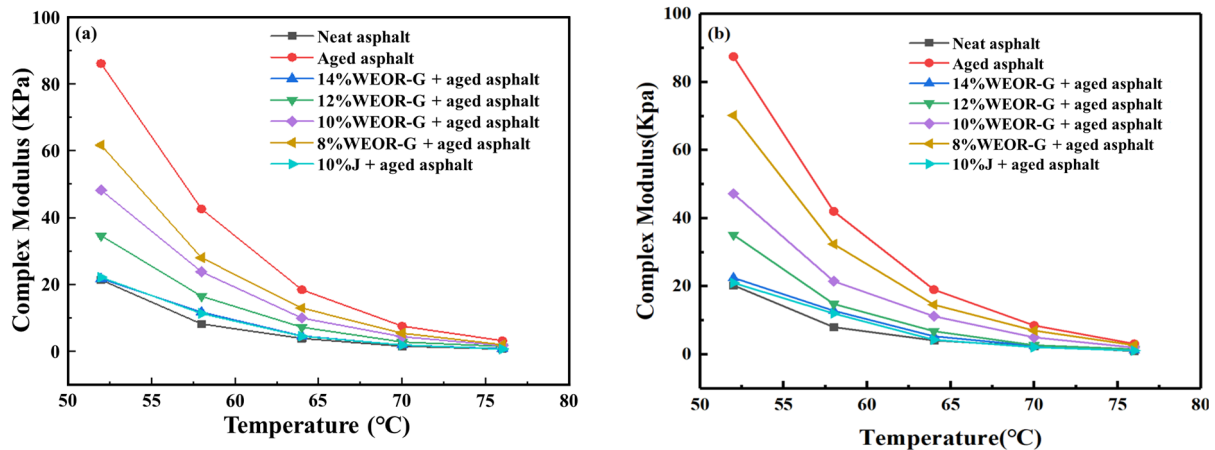 (a)
Neat asphalt
Aged asphalt
14%WEOR-G + aged asphalt
12%WEOR-G + aged asphalt
10%WEOR-G + aged asphalt
8%WEOR-G + aged asphalt
10%J + aged asphalt
Complex Modulus (KPa)
100
80
60
40
20
0
50 55 60 65 70 75 80
Temperature (°C)
(b)
Neat asphalt
Aged asphalt
14%WEOR-G + aged asphalt
12%WEOR-G + aged asphalt
10%WEOR-G + aged asphalt
8%WEOR-G + aged asphalt
10%J + aged asphalt
Complex Modulus(Kpa)
100
80
60
40
20
0
50 55 60 65 70 75 80
Temperature(°C)